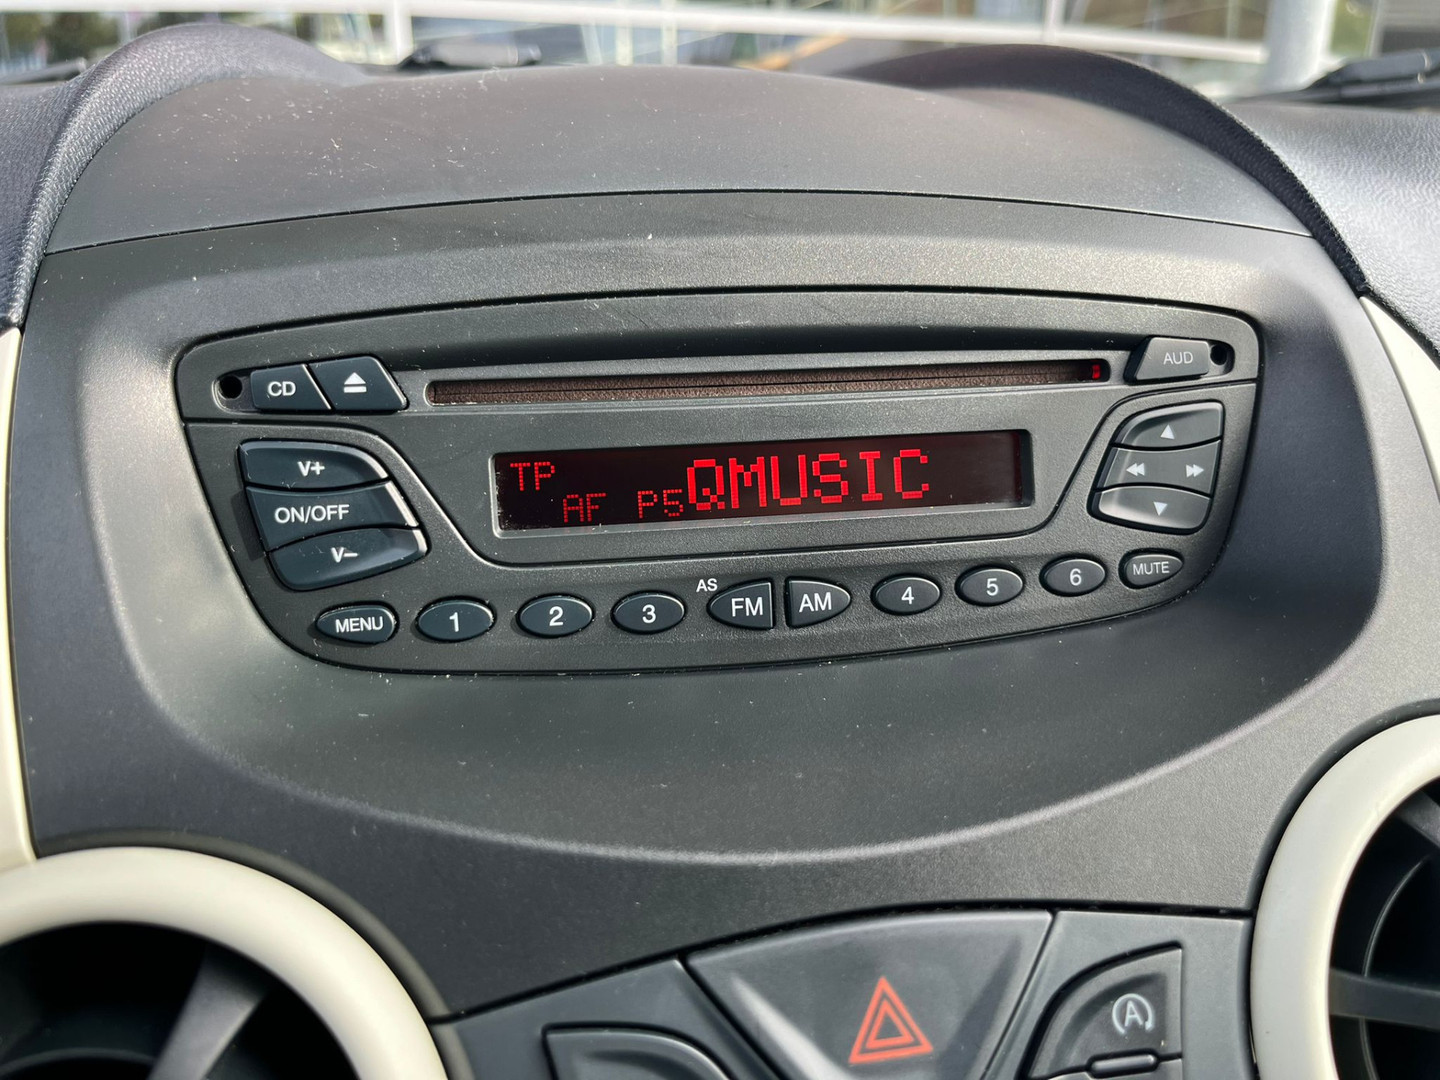 CD
AUD
V+
ON/OFF
V–
TP
AF P5 QMUSIC
MENU
1
2
3
AS
FM
AM
4
5
6
MUTE
A